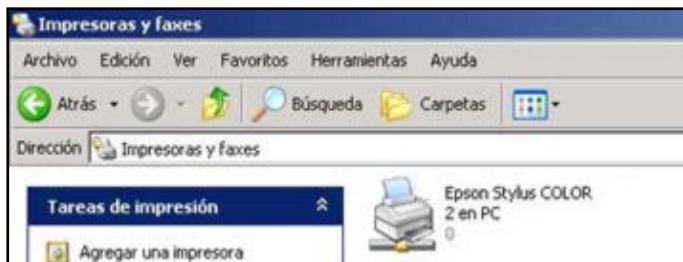 Impresoras y faxes
Archivo Edición Ver Favoritos Herramientas Ayuda
Atrás Búsqueda Carpetas
Dirección Impresoras y faxes
Tareas de impresión
Agregar una impresora
Epson Stylus COLOR
2 en PC
0